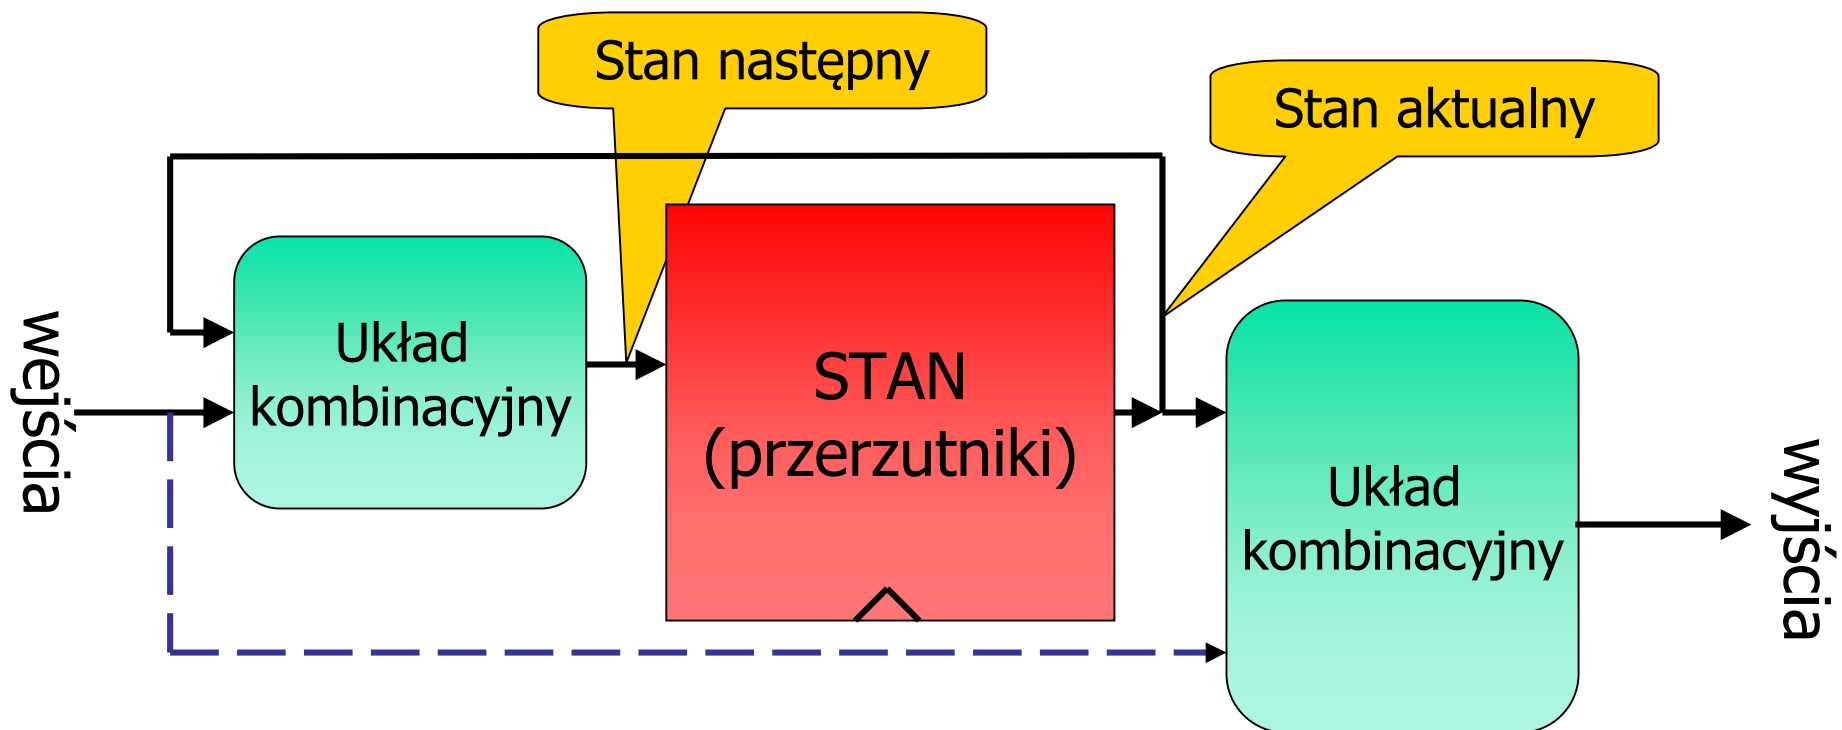 Stan następny
Stan aktualny
wejścia
Układ
kombinacyjny
STAN
(przerzutniki)
Układ
kombinacyjny
wyjścia